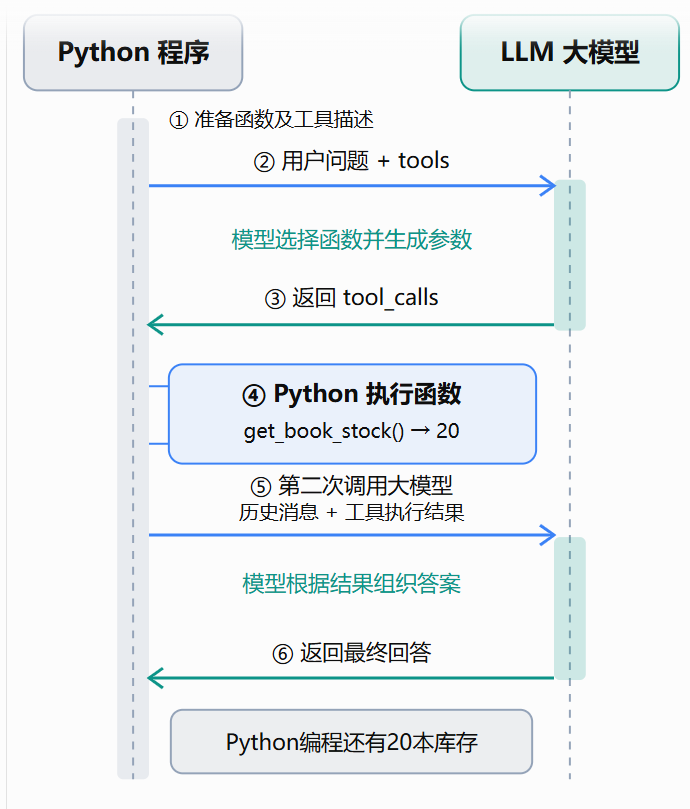 Python 程序
LLM 大模型
① 准备函数及工具描述
② 用户问题 + tools
模型选择函数并生成参数
③ 返回 tool_calls
④ Python 执行函数
get_book_stock() → 20
⑤ 第二次调用大模型
历史消息 + 工具执行结果
模型根据结果组织答案
⑥ 返回最终回答
Python编程还有20本库存